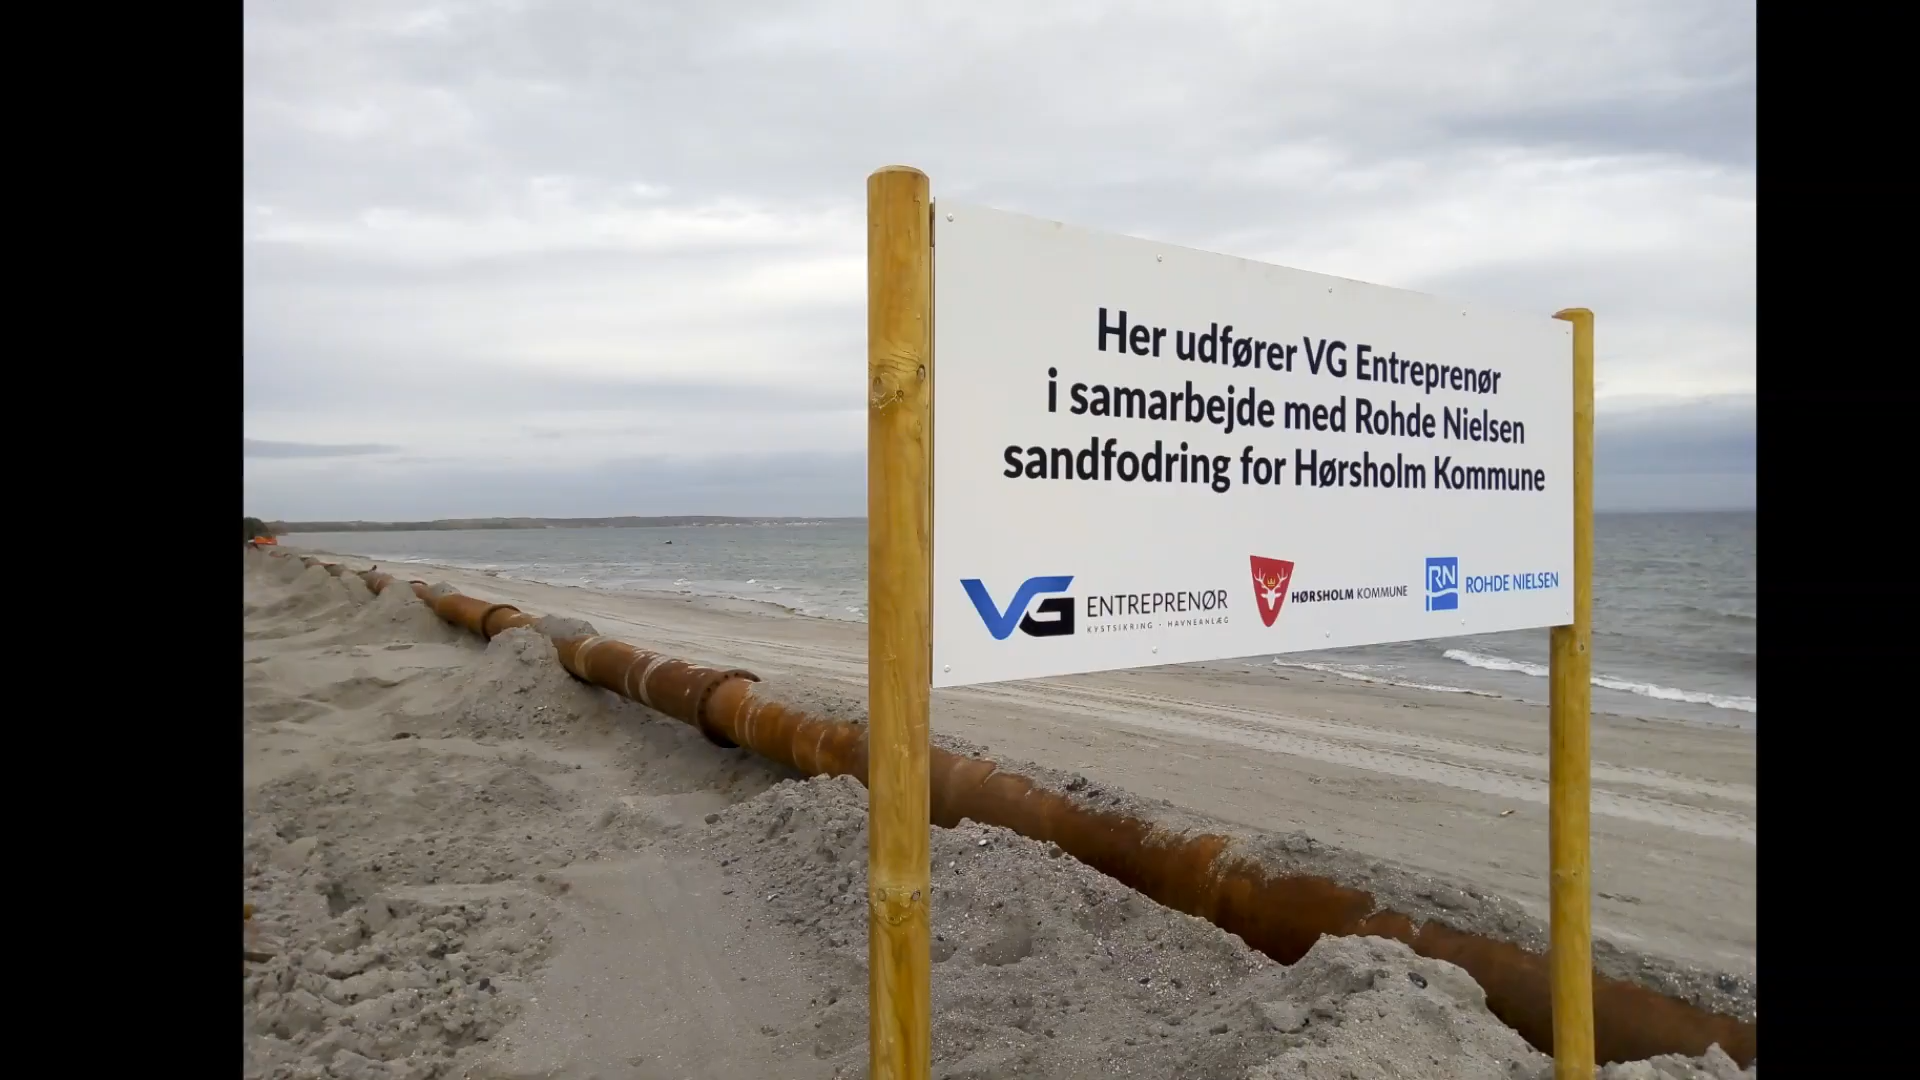 Her udfører VG Entreprenør
i samarbejde med Rohde Nielsen
sandfodring for Hørsholm Kommune
VG ENTREPRENØR
KYSTSIKRING - HAVNEANLÆG
HØRSHOLM KOMMUNE
RN ROHDE NIELSEN